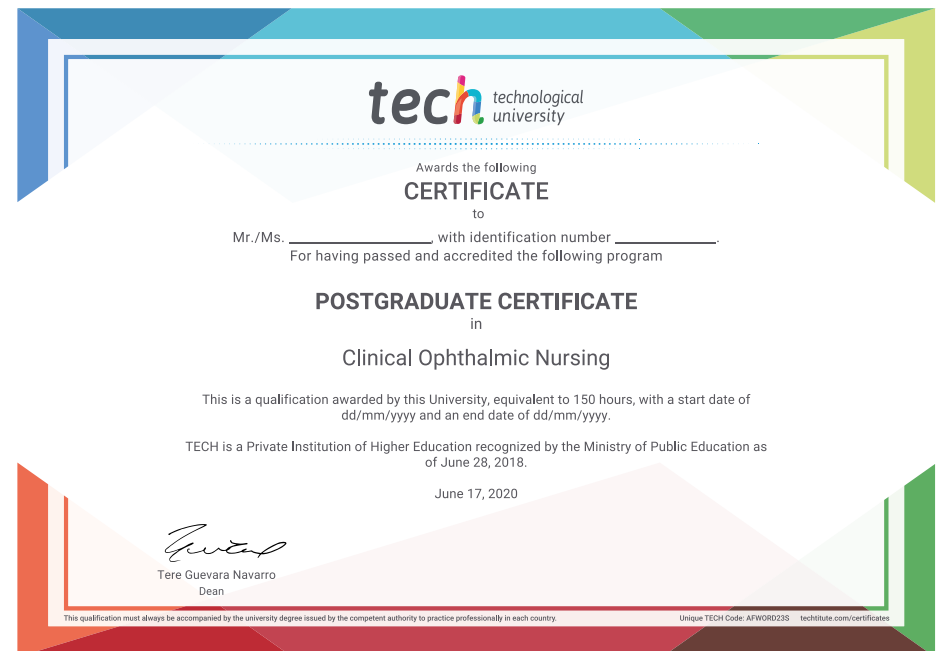 tech technological
university
Awards the following
CERTIFICATE
to
Mr./Ms. ____________________, with identification number ______________.
For having passed and accredited the following program
POSTGRADUATE CERTIFICATE
in
Clinical Ophthalmic Nursing
This is a qualification awarded by this University, equivalent to 150 hours, with a start date of
dd/mm/yyyy and an end date of dd/mm/yyyy.
TECH is a Private Institution of Higher Education recognized by the Ministry of Public Education as
of June 28, 2018.
June 17, 2020
Tere Guevara Navarro
Dean
This qualification must always be accompanied by the university degree issued by the competent authority to practice professionally in each country. Unique TECH Code: AFWORD23S techtitute.com/certificates